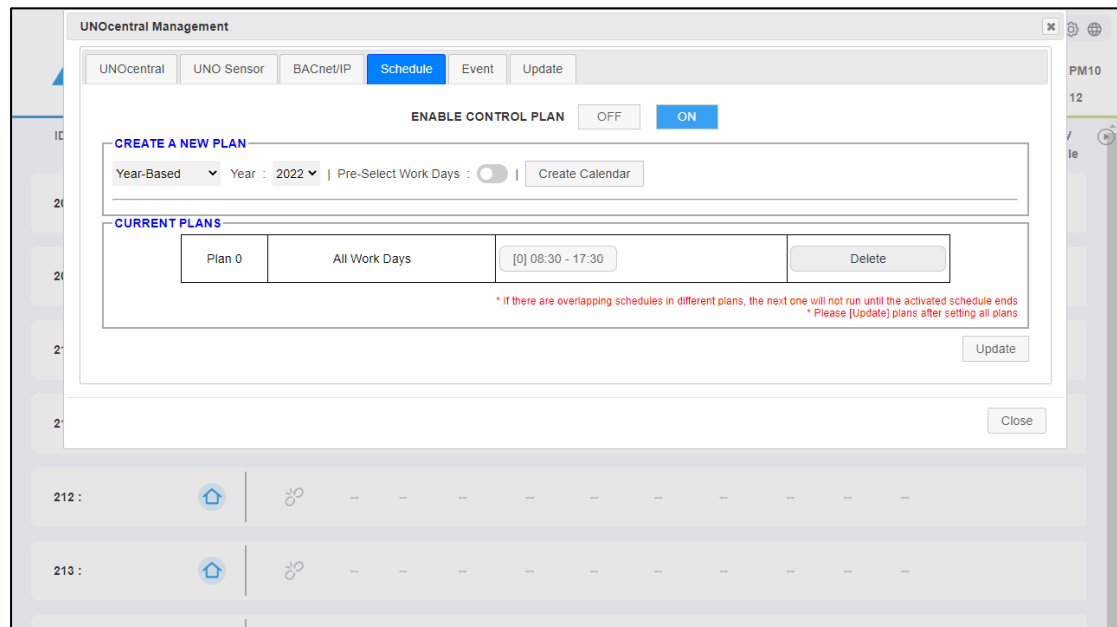 UNOcentral Management
UNOcentral UNO Sensor BACnet/IP Schedule Event Update
PM10
12
ENABLE CONTROL PLAN OFF ON
CREATE A NEW PLAN
Year-Based Year : 2022 | Pre-Select Work Days : | Create Calendar
CURRENT PLANS
Plan 0 All Work Days [0] 08:30 - 17:30 Delete
* If there are overlapping schedules in different plans, the next one will not run until the activated schedule ends
* Please [Update] plans after setting all plans
Update
Close
212 : -- -- -- -- -- -- -- -- -- --
213 : -- -- -- -- -- -- -- -- -- --